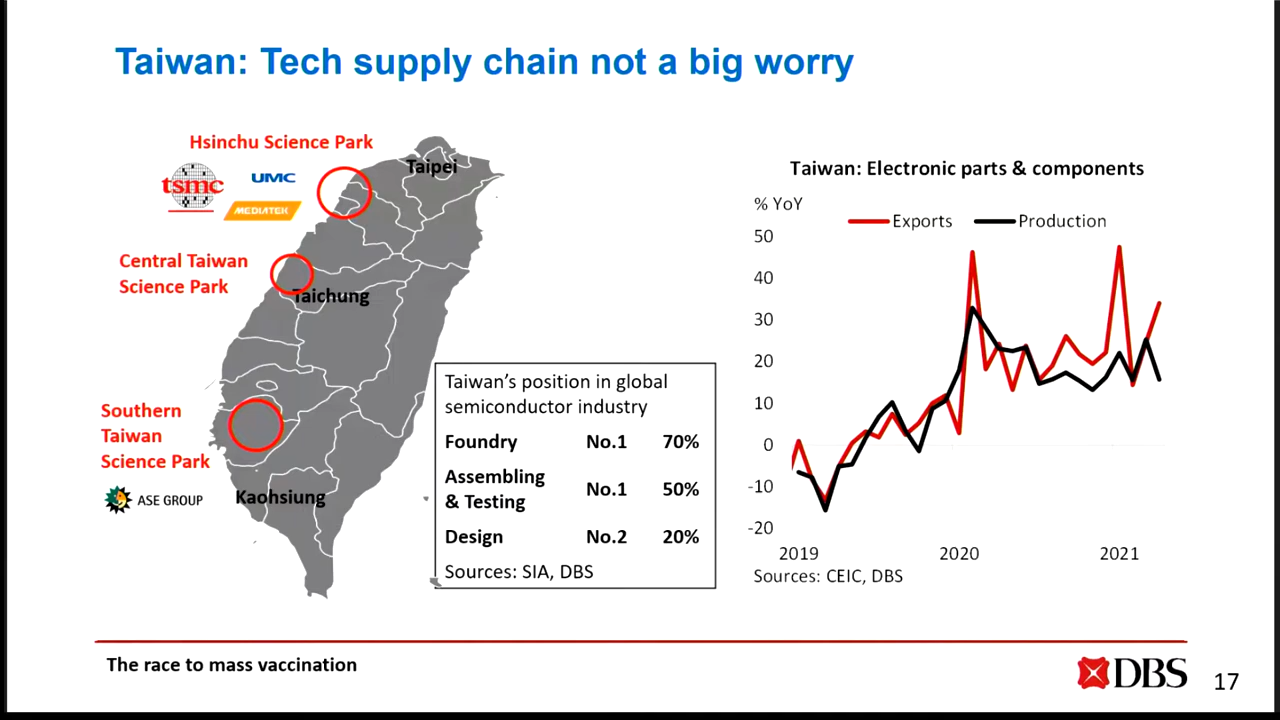 Taiwan: Tech supply chain not a big worry
Hsinchu Science Park
tsmc
UMC
MEDIATEK
Taipei
Central Taiwan
Science Park
Taichung
Southern
Taiwan
Science Park
ASE GROUP
Kaohsiung
Taiwan's position in global
semiconductor industry
Foundry No.1 70%
Assembling
& Testing No.1 50%
Design No.2 20%
Sources: SIA, DBS
Taiwan: Electronic parts & components
% YoY
Exports Production
50
40
30
20
10
0
-10
-20
2019 2020 2021
Sources: CEIC, DBS
The race to mass vaccination
DBS
17